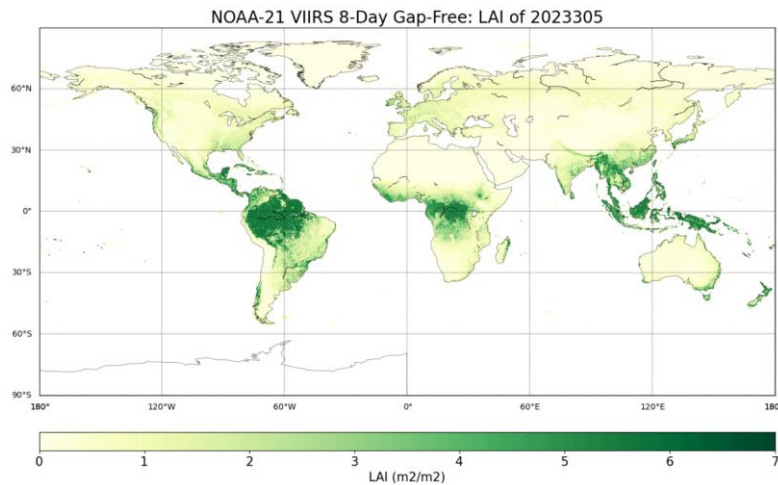 NOAA-21 VIIRS 8-Day Gap-Free: LAI of 2023305
60°N
30°N
0°
30°S
60°S
90°S
180° 120°W 60°W 0° 60°E 120°E 180°
0 1 2 3 4 5 6 7
LAI (m2/m2)